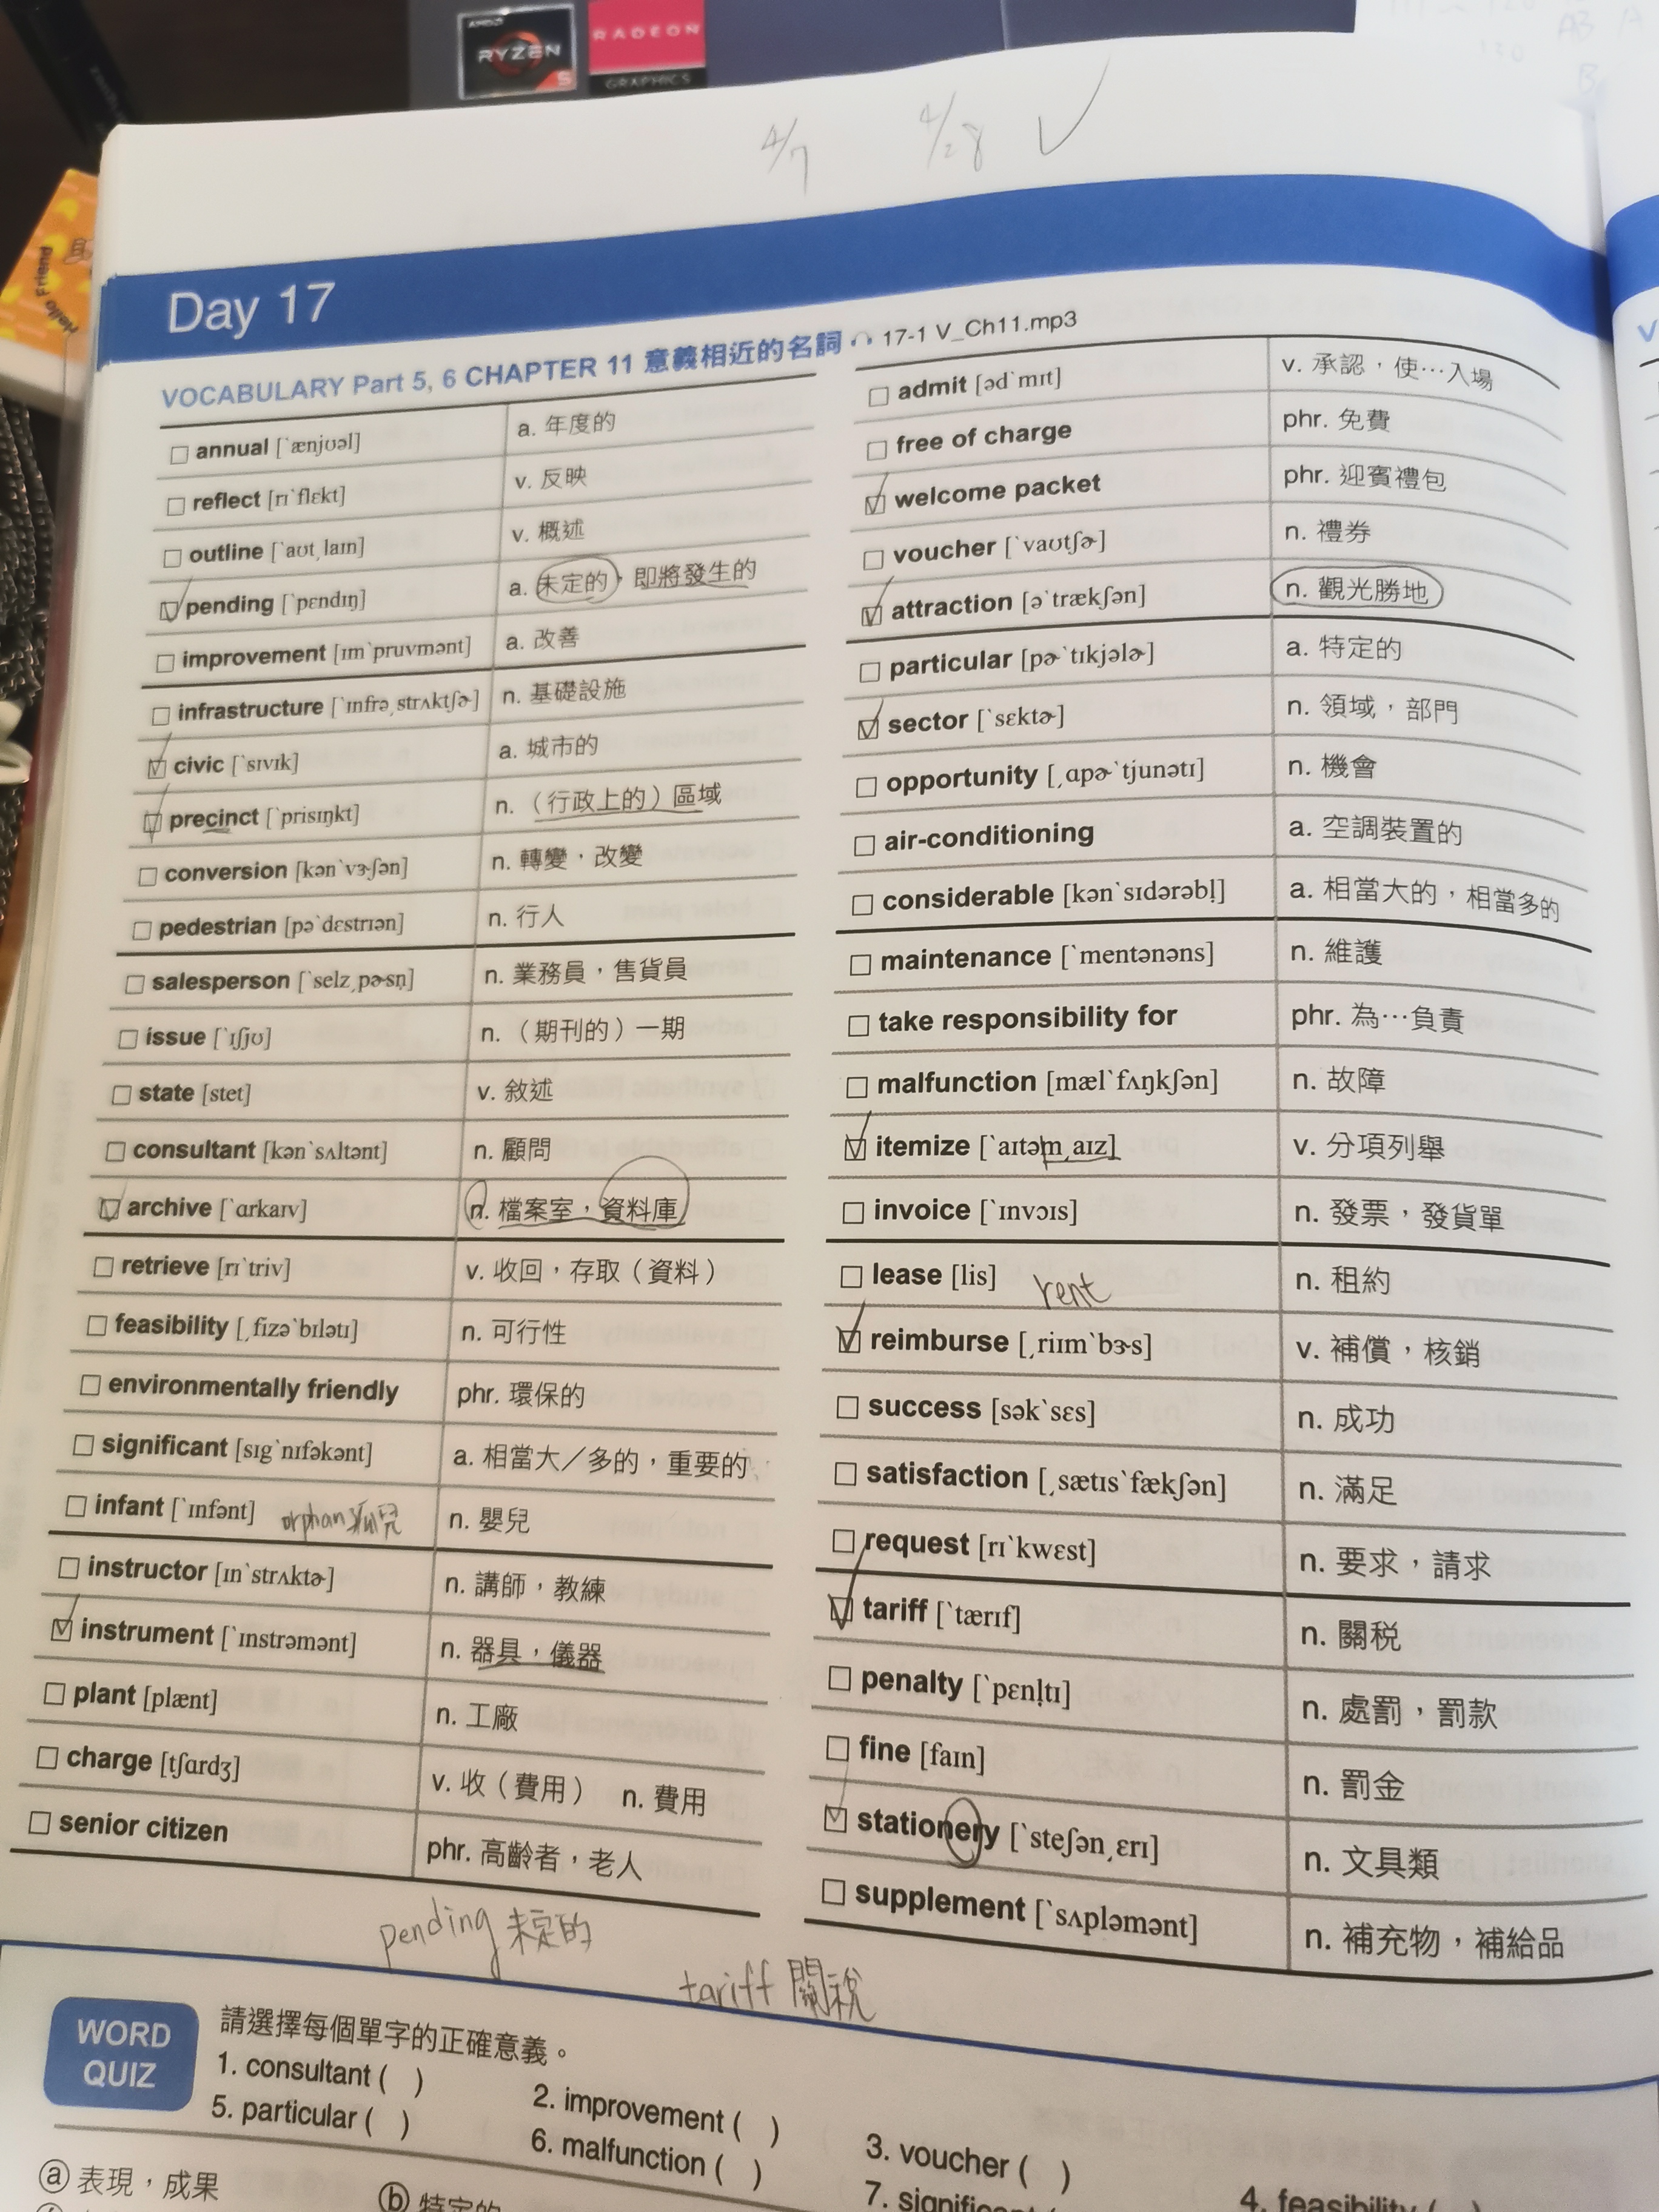 AMD
RYZEN
5
RADEON
GRAPHICS
Hello Friend
4/7 4/28
Day 17
VOCABULARY Part 5, 6 CHAPTER 11 意義相近的名詞 17-1 V_Ch11.mp3
annual [ˋænjʊəl] a. 年度的
reflect [rɪˋflɛkt] v. 反映
outline [ˋaʊtˏlaɪn] v. 概述
pending [ˋpɛndɪŋ] a. 未定的，即將發生的
improvement [ɪmˋpruvmənt] a. 改善
infrastructure [ˋɪnfrəˏstrʌktʃɚ] n. 基礎設施
civic [ˋsɪvɪk] a. 城市的
precinct [ˋprisɪŋkt] n.（行政上的）區域
conversion [kənˋvɝʃən] n. 轉變，改變
pedestrian [pəˋdɛstrɪən] n. 行人
salesperson [ˋselzˏpɚsn̩] n. 業務員，售貨員
issue [ˋɪʃjʊ] n.（期刊的）一期
state [stet] v. 敘述
consultant [kənˋsʌltənt] n. 顧問
archive [ˋɑrkaɪv] n. 檔案室，資料庫
retrieve [rɪˋtriv] v. 收回，存取（資料）
feasibility [ˏfizəˋbɪlətɪ] n. 可行性
environmentally friendly phr. 環保的
significant [sɪgˋnɪfəkənt] a. 相當大／多的，重要的
infant [ˋɪnfənt] orphan 孤兒 n. 嬰兒
instructor [ɪnˋstrʌktɚ] n. 講師，教練
instrument [ˋɪnstrəmənt] n. 器具，儀器
plant [plænt] n. 工廠
charge [tʃɑrdʒ] v. 收（費用） n. 費用
senior citizen phr. 高齡者，老人
admit [ədˋmɪt] v. 承認，使…入場
free of charge phr. 免費
welcome packet phr. 迎賓禮包
voucher [ˋvaʊtʃɚ] n. 禮券
attraction [əˋtrækʃən] n. 觀光勝地
particular [pɚˋtɪkjəlɚ] a. 特定的
sector [ˋsɛktɚ] n. 領域，部門
opportunity [ˏɑpɚˋtjunətɪ] n. 機會
air-conditioning a. 空調裝置的
considerable [kənˋsɪdərəbl̩] a. 相當大的，相當多的
maintenance [ˋmentənəns] n. 維護
take responsibility for phr. 為…負責
malfunction [mælˋfʌŋkʃən] n. 故障
itemize [ˋaɪtəmˏaɪz] v. 分項列舉
invoice [ˋɪnvɔɪs] n. 發票，發貨單
lease [lis] rent n. 租約
reimburse [ˏriɪmˋbɝs] v. 補償，核銷
success [səkˋsɛs] n. 成功
satisfaction [ˏsætɪsˋfækʃən] n. 滿足
request [rɪˋkwɛst] n. 要求，請求
tariff [ˋtærɪf] n. 關稅
penalty [ˋpɛnl̩tɪ] n. 處罰，罰款
fine [faɪn] n. 罰金
stationery [ˋsteʃənˏɛrɪ] n. 文具類
supplement [ˋsʌpləmənt] n. 補充物，補給品
pending 未定的
tariff 關稅
WORD QUIZ
請選擇每個單字的正確意義。
1. consultant ( ) 2. improvement ( ) 3. voucher ( ) 4. feasibility ( )
5. particular ( ) 6. malfunction ( ) 7. significant
ⓐ 表現，成果 ⓑ 特定的